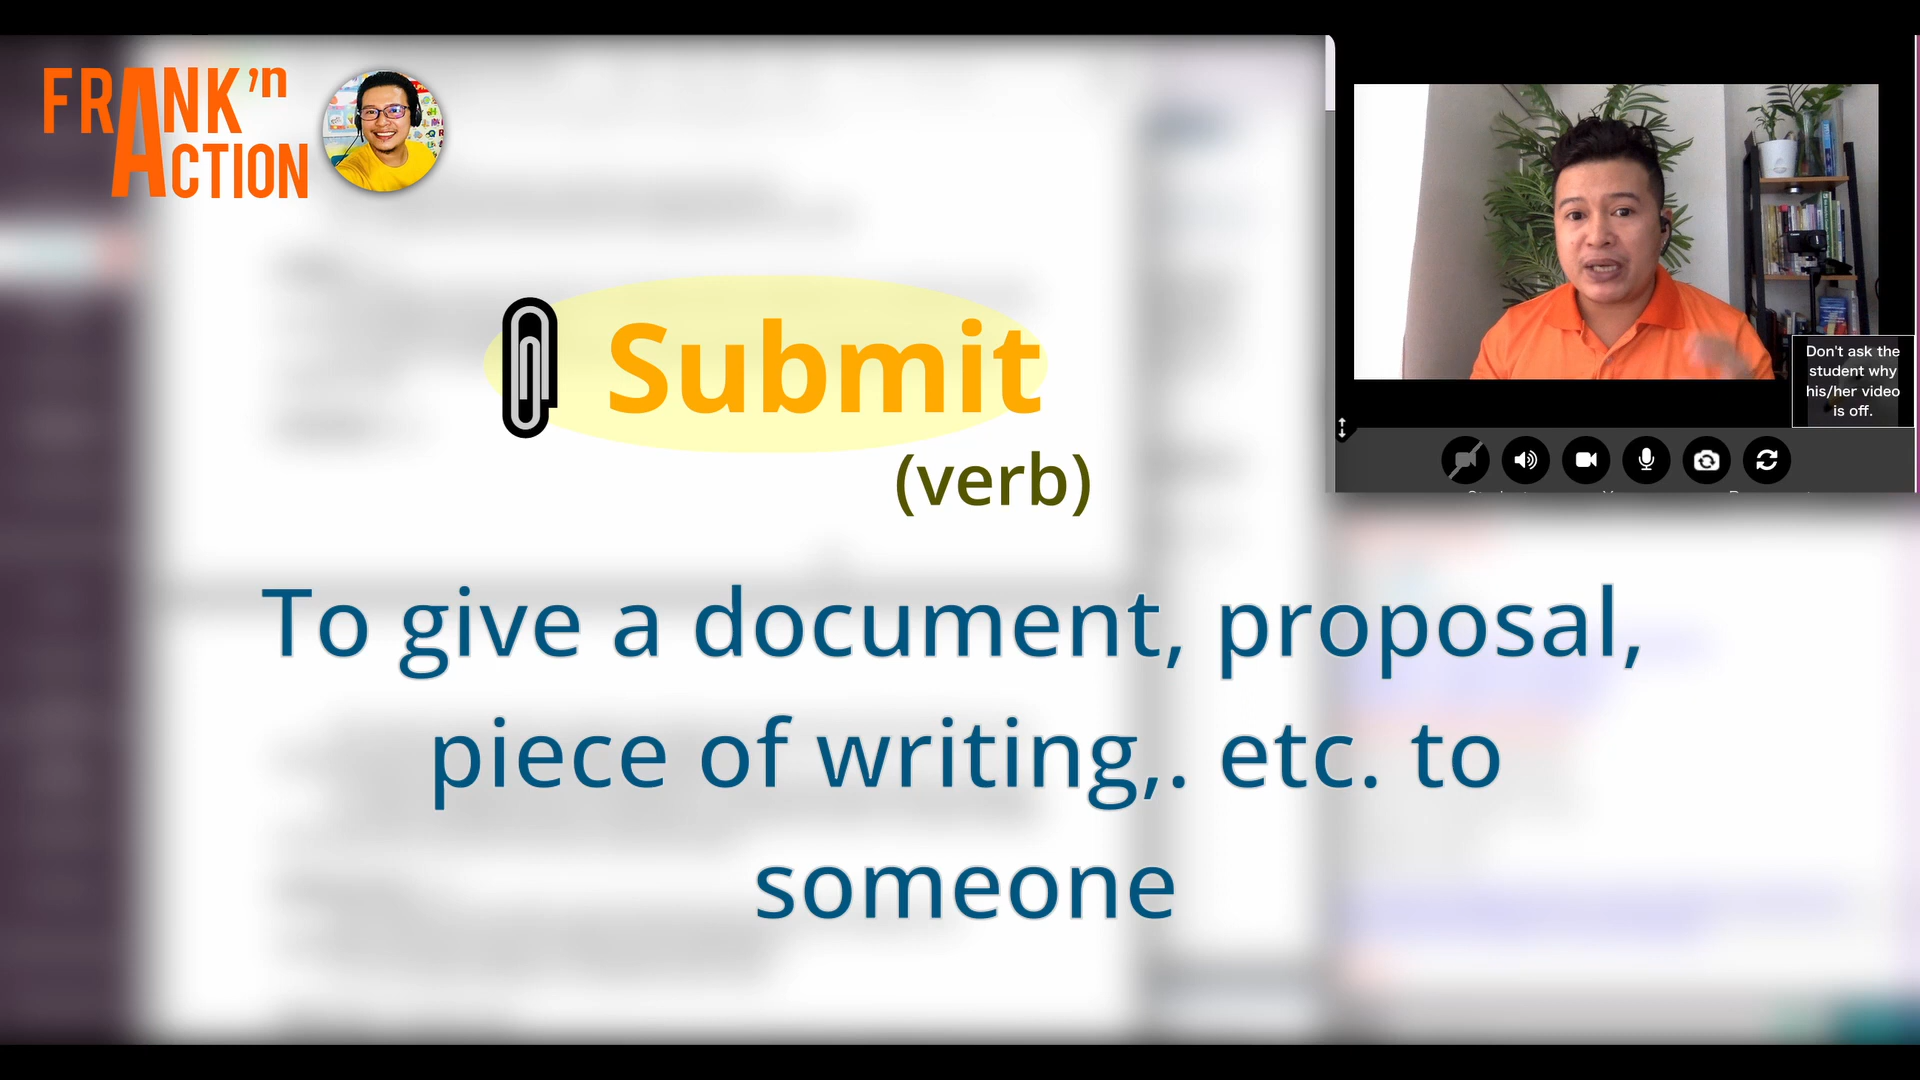 FRANK'n
ACTION
Submit
(verb)
To give a document, proposal,
piece of writing,. etc. to
someone
Don't ask the
student why
his/her video
is off.